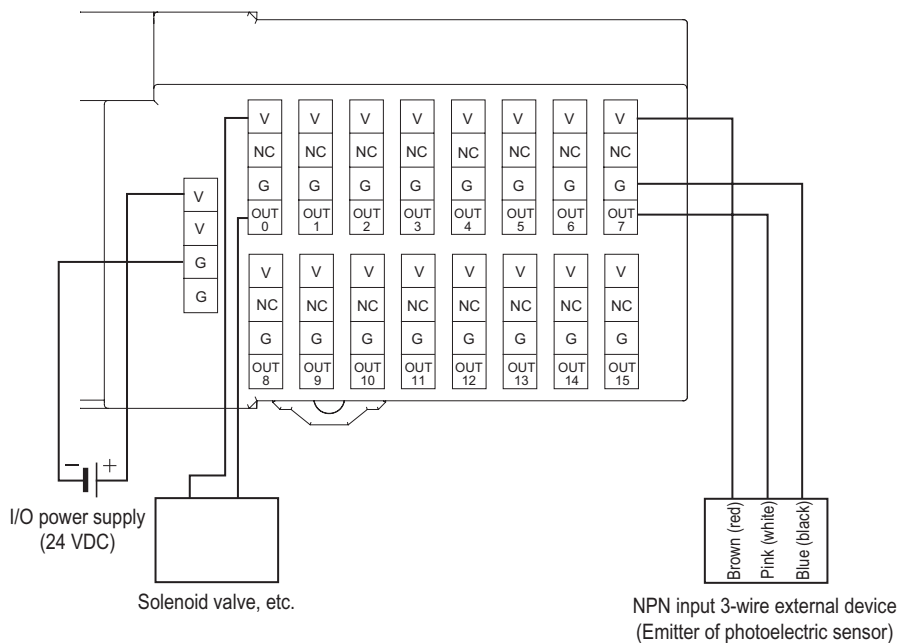 V V V V V V V V
NC NC NC NC NC NC NC NC
G G G G G G G G
OUT 0 OUT 1 OUT 2 OUT 3 OUT 4 OUT 5 OUT 6 OUT 7
V
V
G
G
V V V V V V V V
NC NC NC NC NC NC NC NC
G G G G G G G G
OUT 8 OUT 9 OUT 10 OUT 11 OUT 12 OUT 13 OUT 14 OUT 15
− +
I/O power supply
(24 VDC)
Solenoid valve, etc.
Brown (red)
Pink (white)
Blue (black)
NPN input 3-wire external device
(Emitter of photoelectric sensor)